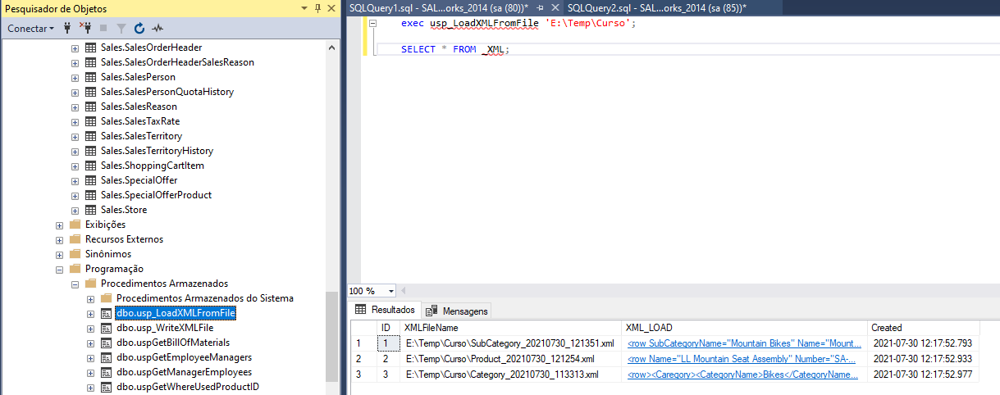 Pesquisador de Objetos
Conectar
Sales.SalesOrderHeader
Sales.SalesOrderHeaderSalesReason
Sales.SalesPerson
Sales.SalesPersonQuotaHistory
Sales.SalesReason
Sales.SalesTaxRate
Sales.SalesTerritory
Sales.SalesTerritoryHistory
Sales.ShoppingCartItem
Sales.SpecialOffer
Sales.SpecialOfferProduct
Sales.Store
Exibições
Recursos Externos
Sinônimos
Programação
Procedimentos Armazenados
Procedimentos Armazenados do Sistema
dbo.usp_LoadXMLFromFile
dbo.usp_WriteXMLFile
dbo.uspGetBillOfMaterials
dbo.uspGetEmployeeManagers
dbo.uspGetManagerEmployees
dbo.uspGetWhereUsedProductID
SQLQuery1.sql - SAL...orks_2014 (sa (80))* SQLQuery2.sql - SAL...orks_2014 (sa (85))*
exec usp_LoadXMLFromFile 'E:\Temp\Curso';
SELECT * FROM _XML;
100 %
Resultados Mensagens
ID XMLFileName XML_LOAD Created
1 1 E:\Temp\Curso\SubCategory_20210730_121351.xml <row SubCategoryName="Mountain Bikes" Name="Mount... 2021-07-30 12:17:52.793
2 2 E:\Temp\Curso\Product_20210730_121254.xml <row Name="LL Mountain Seat Assembly" Number="SA-... 2021-07-30 12:17:52.933
3 3 E:\Temp\Curso\Category_20210730_113313.xml <row><Caregory><CategoryName>Bikes</CategoryName... 2021-07-30 12:17:52.977